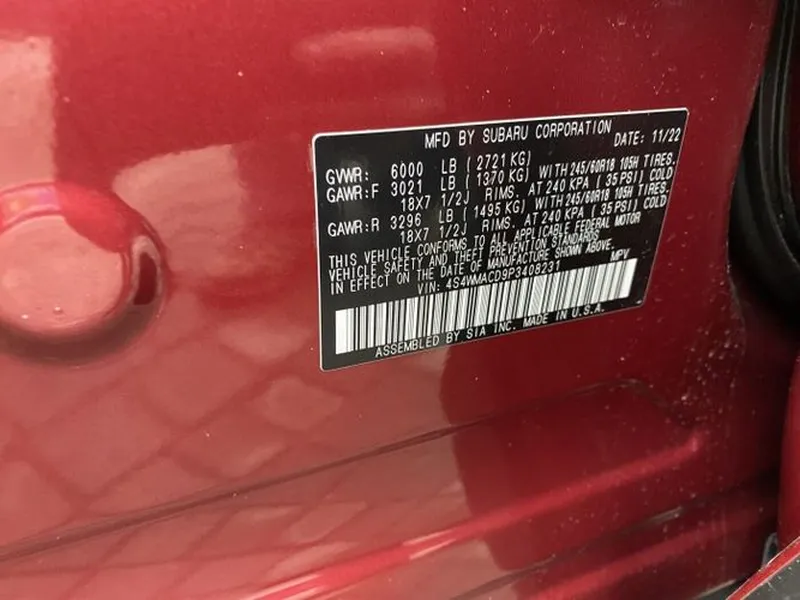 MFD BY SUBARU CORPORATION DATE: 11/22
GVWR: 6000 LB ( 2721 KG)
GAWR:F 3021 LB ( 1370 KG) WITH 245/60R18 105H TIRES.
18X7 1/2J RIMS. AT 240 KPA ( 35 PSI) COLD
GAWR:R 3296 LB ( 1495 KG) WITH 245/60R18 105H TIRES.
18X7 1/2J RIMS. AT 240 KPA ( 35 PSI) COLD
THIS VEHICLE CONFORMS TO ALL APPLICABLE FEDERAL MOTOR
VEHICLE SAFETY AND THEFT PREVENTION STANDARDS
IN EFFECT ON THE DATE OF MANUFACTURE SHOWN ABOVE.
VIN: 4S4WMACD9P3408231 MPV
ASSEMBLED BY SIA INC. MADE IN U.S.A.